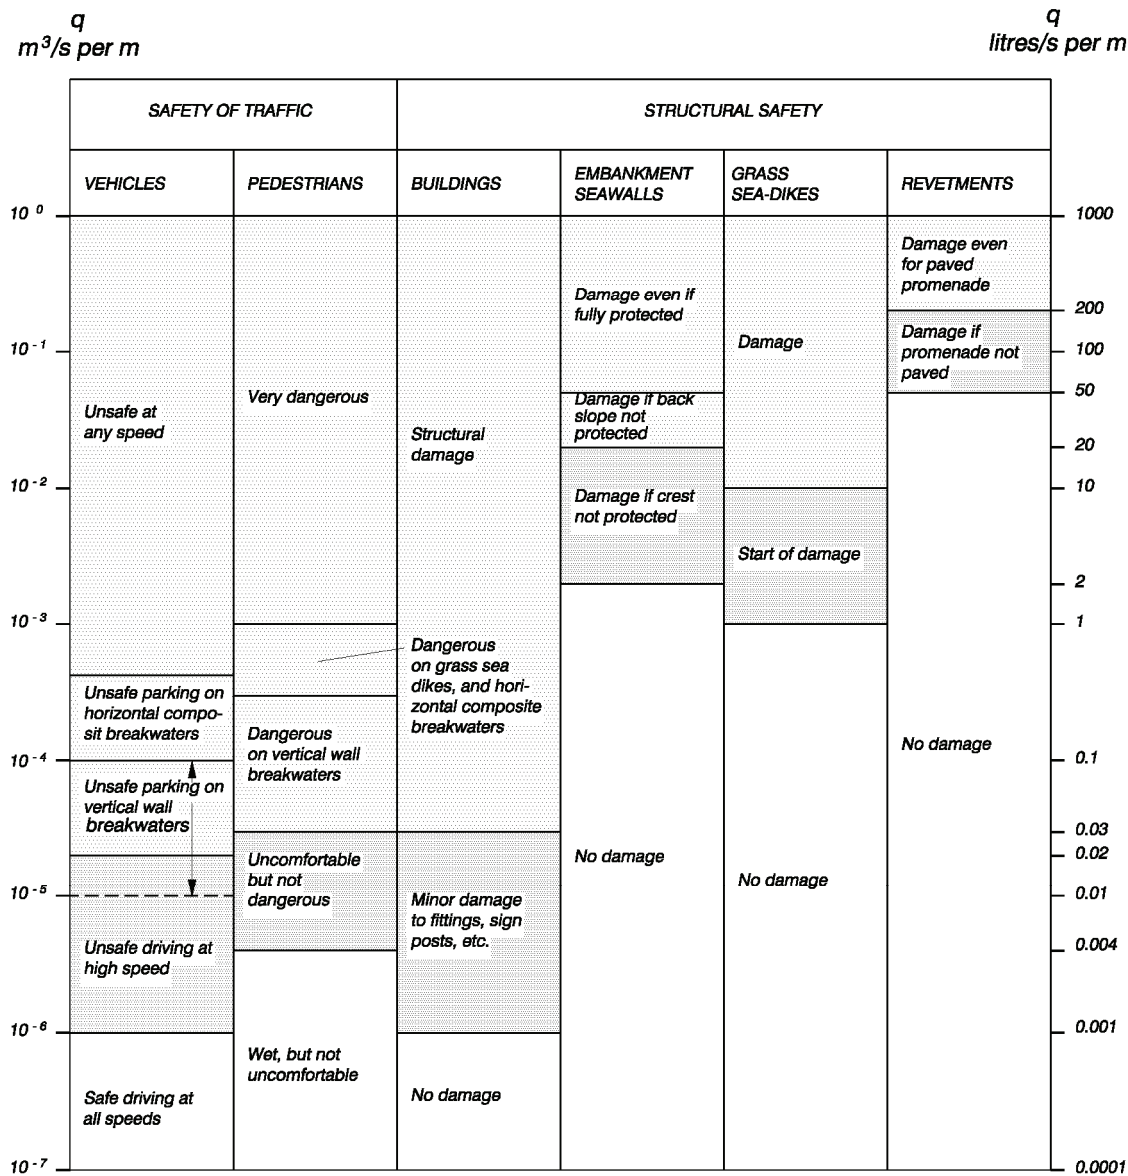 q
m³/s per m
q
litres/s per m
SAFETY OF TRAFFIC
STRUCTURAL SAFETY
VEHICLES
PEDESTRIANS
BUILDINGS
EMBANKMENT
SEAWALLS
GRASS
SEA-DIKES
REVETMENTS
10⁰
10⁻¹
10⁻²
10⁻³
10⁻⁴
10⁻⁵
10⁻⁶
10⁻⁷
Unsafe at
any speed
Unsafe parking on
horizontal compo-
sit breakwaters
Unsafe parking on
vertical wall
breakwaters
Unsafe driving at
high speed
Safe driving at
all speeds
Very dangerous
Dangerous
on grass sea
dikes, and hori-
zontal composite
breakwaters
Dangerous
on vertical wall
breakwaters
Uncomfortable
but not
dangerous
Wet, but not
uncomfortable
Structural
damage
Minor damage
to fittings, sign
posts, etc.
No damage
Damage even if
fully protected
Damage if back
slope not
protected
Damage if crest
not protected
No damage
Damage
Start of damage
No damage
Damage even
for paved
promenade
Damage if
promenade not
paved
No damage
1000
200
100
50
20
10
2
1
0.1
0.03
0.02
0.01
0.004
0.001
0.0001